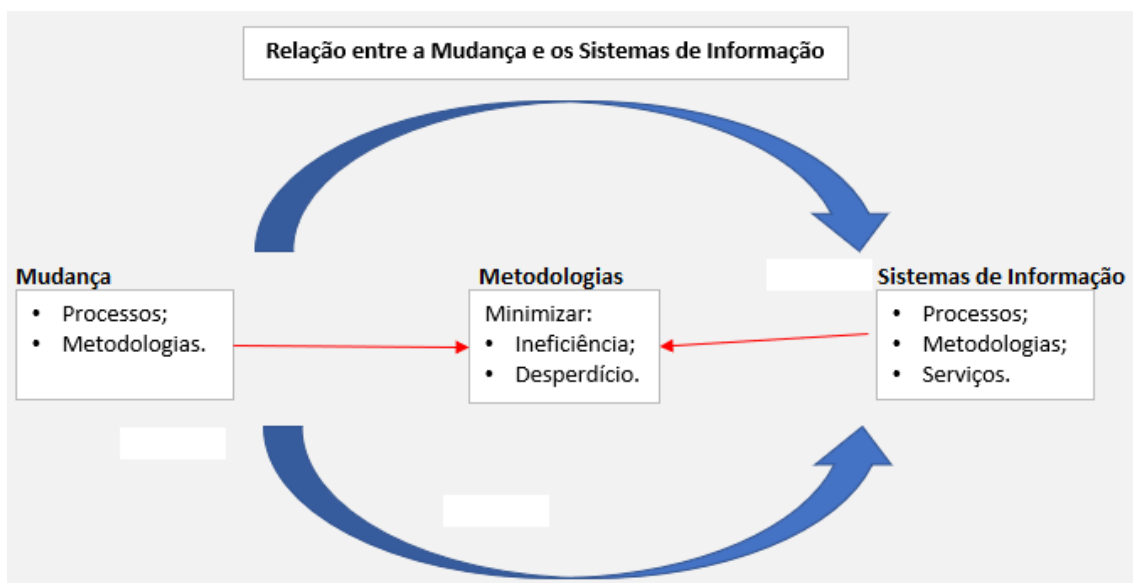 Relação entre a Mudança e os Sistemas de Informação
Mudança
• Processos;
• Metodologias.
Metodologias
Minimizar:
• Ineficiência;
• Desperdício.
Sistemas de Informação
• Processos;
• Metodologias;
• Serviços.